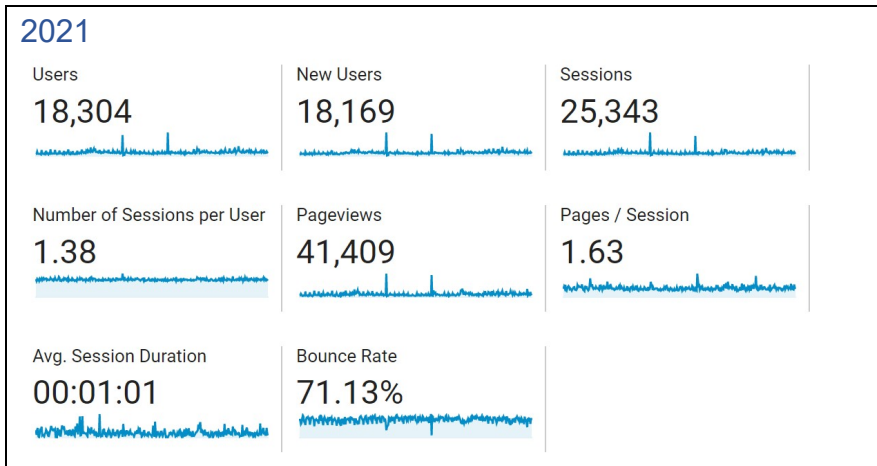 2021
Users
18,304
New Users
18,169
Sessions
25,343
Number of Sessions per User
1.38
Pageviews
41,409
Pages / Session
1.63
Avg. Session Duration
00:01:01
Bounce Rate
71.13%